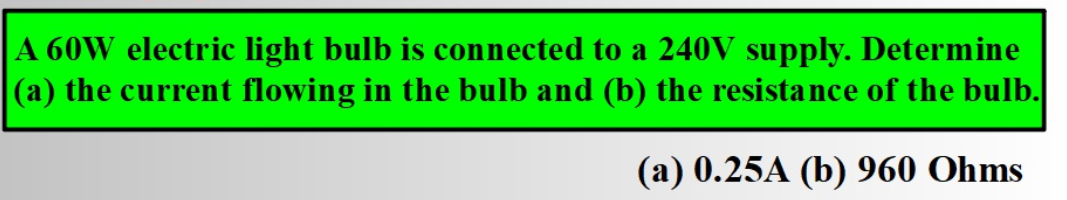 A 60W electric light bulb is connected to a 240V supply. Determine
(a) the current flowing in the bulb and (b) the resistance of the bulb.
(a) 0.25A (b) 960 Ohms